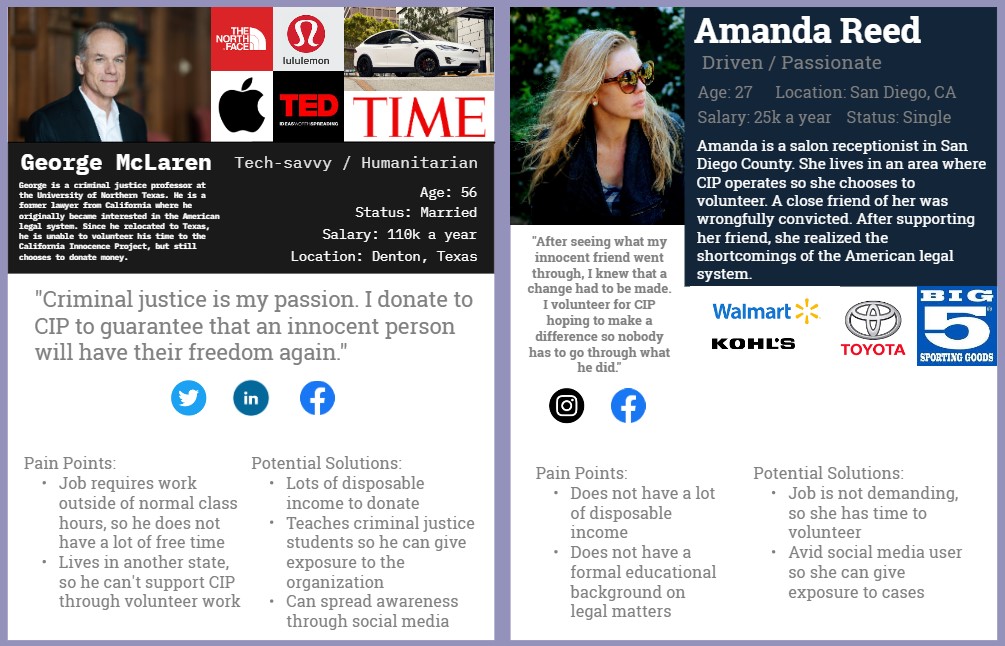 THE
NORTH
FACE
lululemon
TED
IDEAS WORTH SPREADING
TIME
George McLaren
Tech-savvy / Humanitarian
George is a criminal justice professor at
the University of Northern Texas. He is a
former lawyer from California where he
originally became interested in the American
legal system. Since he relocated to Texas,
he is unable to volunteer his time to the
California Innocence Project, but still
chooses to donate money.
Age: 56
Status: Married
Salary: 110k a year
Location: Denton, Texas
"Criminal justice is my passion. I donate to
CIP to guarantee that an innocent person
will have their freedom again."
in
Pain Points:
• Job requires work
outside of normal class
hours, so he does not
have a lot of free time
• Lives in another state,
so he can't support CIP
through volunteer work
Potential Solutions:
• Lots of disposable
income to donate
• Teaches criminal justice
students so he can give
exposure to the
organization
• Can spread awareness
through social media
Amanda Reed
Driven / Passionate
Age: 27 Location: San Diego, CA
Salary: 25k a year Status: Single
Amanda is a salon receptionist in San
Diego County. She lives in an area where
CIP operates so she chooses to
volunteer. A close friend of her was
wrongfully convicted. After supporting
her friend, she realized the
shortcomings of the American legal
system.
"After seeing what my
innocent friend went
through, I knew that a
change had to be made.
I volunteer for CIP
hoping to make a
difference so nobody
has to go through what
he did."
Walmart
KOHL'S
TOYOTA
BIG
5
SPORTING GOODS
Pain Points:
• Does not have a lot
of disposable
income
• Does not have a
formal educational
background on
legal matters
Potential Solutions:
• Job is not demanding,
so she has time to
volunteer
• Avid social media user
so she can give
exposure to cases